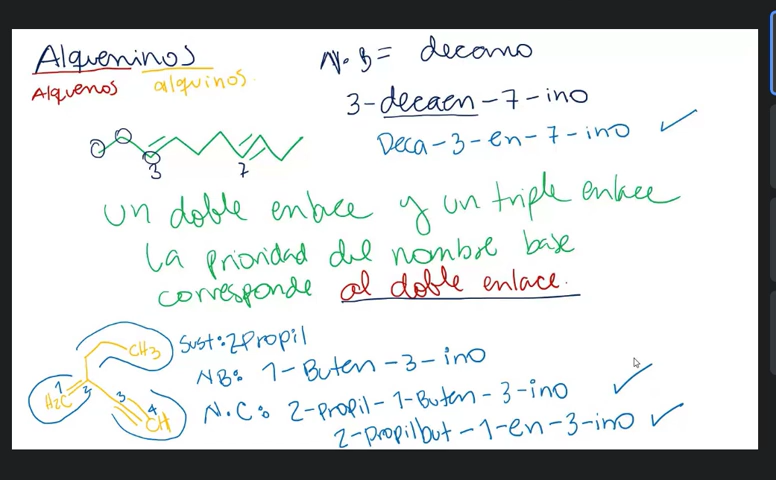 Alqueninos
Alquenos alquinos.
N.B = decano
3-decaen-7-ino
Deca-3-en-7-ino
3 7
Un doble enlace y un triple enlace
La prioridad del nombre base
corresponde al doble enlace.
CH3
1 2 3 4
H2C
CH
Sust: 2Propil
NB: 1-Buten-3-ino
N.C: 2-propil-1-Buten-3-ino
2-propilbut-1-en-3-ino